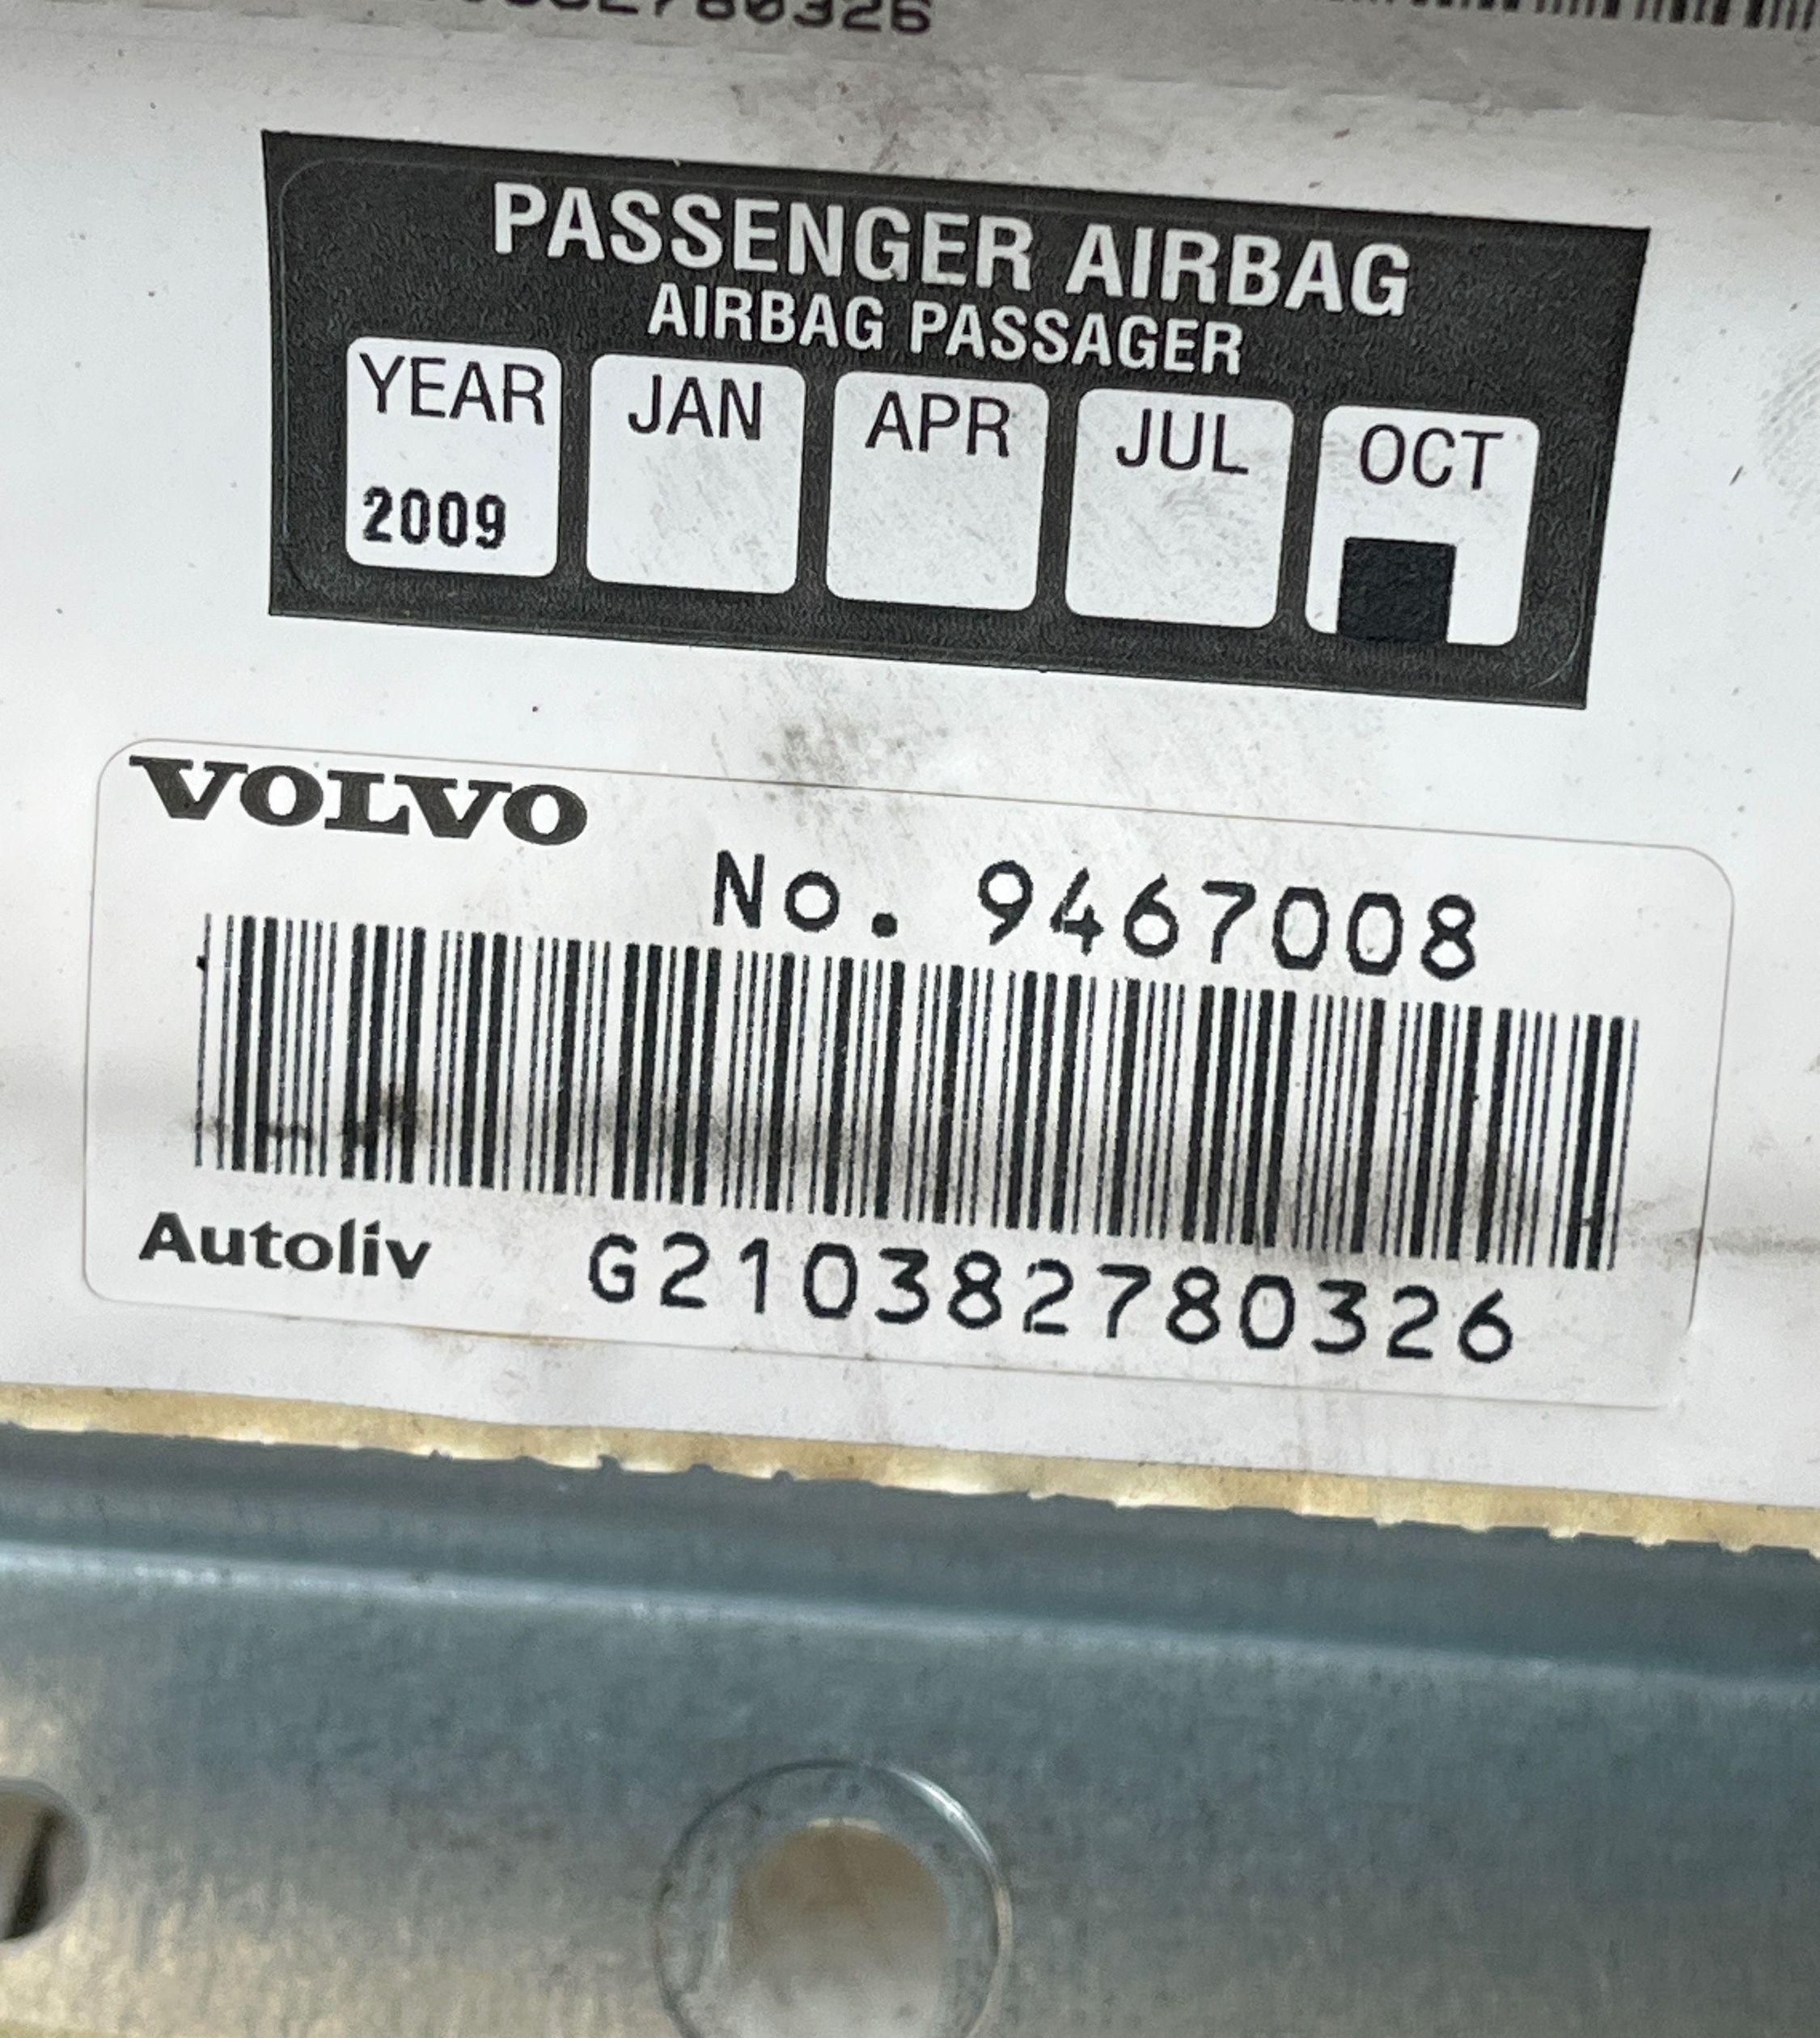 PASSENGER AIRBAG
AIRBAG PASSAGER
YEAR JAN APR JUL OCT
2009
VOLVO
No. 9467008
Autoliv G210382780326